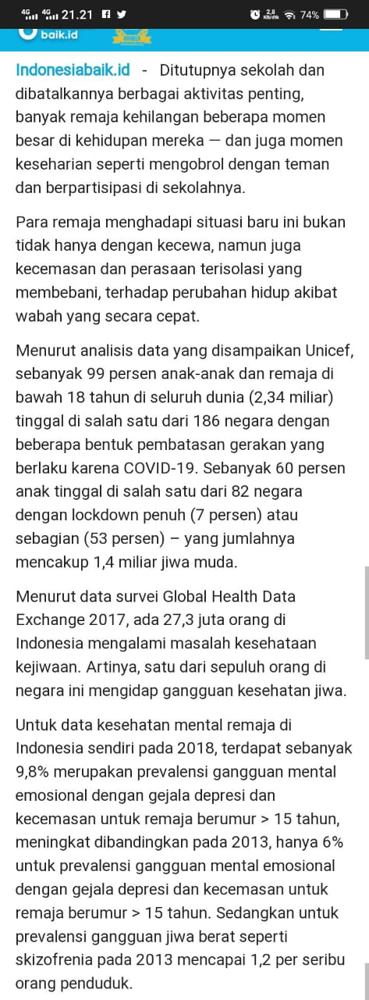 4G 4G 21.21 2,8 74%
baik.id
WINNER
Indonesiabaik.id - Ditutupnya sekolah dan
dibatalkannya berbagai aktivitas penting,
banyak remaja kehilangan beberapa momen
besar di kehidupan mereka — dan juga momen
keseharian seperti mengobrol dengan teman
dan berpartisipasi di sekolahnya.
Para remaja menghadapi situasi baru ini bukan
tidak hanya dengan kecewa, namun juga
kecemasan dan perasaan terisolasi yang
membebani, terhadap perubahan hidup akibat
wabah yang secara cepat.
Menurut analisis data yang disampaikan Unicef,
sebanyak 99 persen anak-anak dan remaja di
bawah 18 tahun di seluruh dunia (2,34 miliar)
tinggal di salah satu dari 186 negara dengan
beberapa bentuk pembatasan gerakan yang
berlaku karena COVID-19. Sebanyak 60 persen
anak tinggal di salah satu dari 82 negara
dengan lockdown penuh (7 persen) atau
sebagian (53 persen) – yang jumlahnya
mencakup 1,4 miliar jiwa muda.
Menurut data survei Global Health Data
Exchange 2017, ada 27,3 juta orang di
Indonesia mengalami masalah kesehataan
kejiwaan. Artinya, satu dari sepuluh orang di
negara ini mengidap gangguan kesehatan jiwa.
Untuk data kesehatan mental remaja di
Indonesia sendiri pada 2018, terdapat sebanyak
9,8% merupakan prevalensi gangguan mental
emosional dengan gejala depresi dan
kecemasan untuk remaja berumur > 15 tahun,
meningkat dibandingkan pada 2013, hanya 6%
untuk prevalensi gangguan mental emosional
dengan gejala depresi dan kecemasan untuk
remaja berumur > 15 tahun. Sedangkan untuk
prevalensi gangguan jiwa berat seperti
skizofrenia pada 2013 mencapai 1,2 per seribu
orang penduduk.